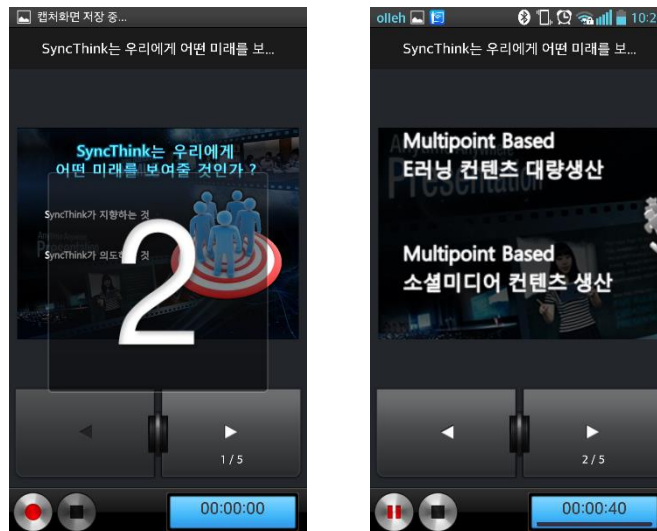 캡처화면 저장 중...
SyncThink는 우리에게 어떤 미래를 보...
SyncThink는 우리에게
어떤 미래를 보여줄 것인가 ?
SyncThink가 지향하는 것
SyncThink가 의도하 것
2
1 / 5
00:00:00
olleh 10:2
SyncThink는 우리에게 어떤 미래를 보...
Multipoint Based
E러닝 컨텐츠 대량생산
Multipoint Based
소셜미디어 컨텐츠 생산
2 / 5
00:00:40